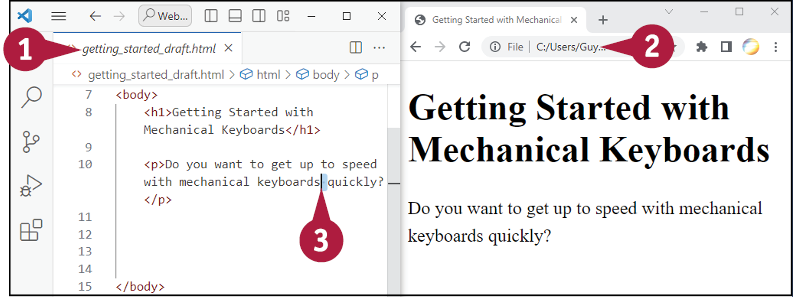 Web...
1
getting_started_draft.html
getting_started_draft.html > html > body > p
7 <body>
8 <h1>Getting Started with
Mechanical Keyboards</h1>
9
10 <p>Do you want to get up to speed
with mechanical keyboards quickly?
</p>
11
12
13
14
15 </body>
3
Getting Started with Mechanical
File | C:/Users/Guy...
2
Getting Started with
Mechanical Keyboards
Do you want to get up to speed with mechanical
keyboards quickly?